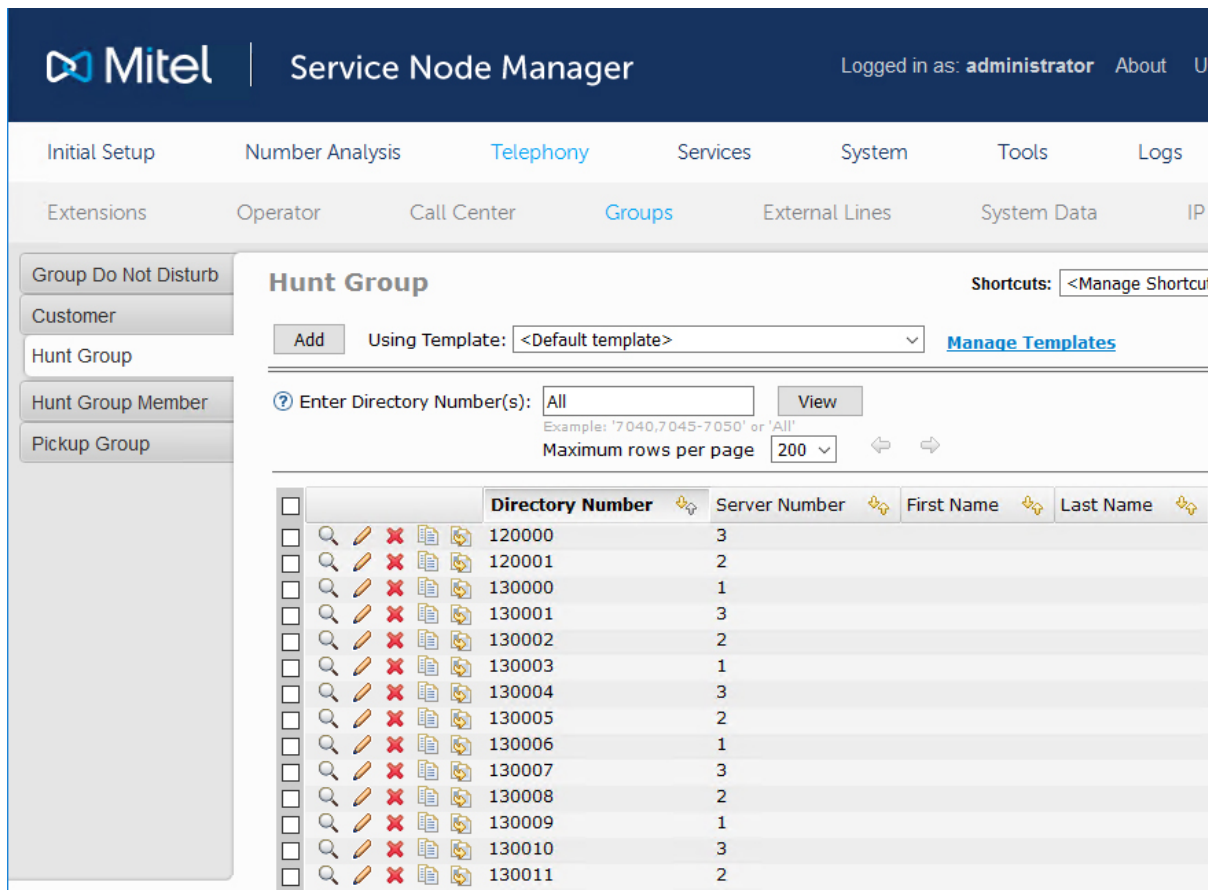 Mitel | Service Node Manager Logged in as: administrator About U
Initial Setup Number Analysis Telephony Services System Tools Logs
Extensions Operator Call Center Groups External Lines System Data IP
Group Do Not Disturb
Customer
Hunt Group
Hunt Group Member
Pickup Group
Hunt Group Shortcuts: <Manage Shortcut
Add Using Template: <Default template> Manage Templates
? Enter Directory Number(s): All View
Example: '7040,7045-7050' or 'All'
Maximum rows per page 200
Directory Number Server Number First Name Last Name
120000 3
120001 2
130000 1
130001 3
130002 2
130003 1
130004 3
130005 2
130006 1
130007 3
130008 2
130009 1
130010 3
130011 2